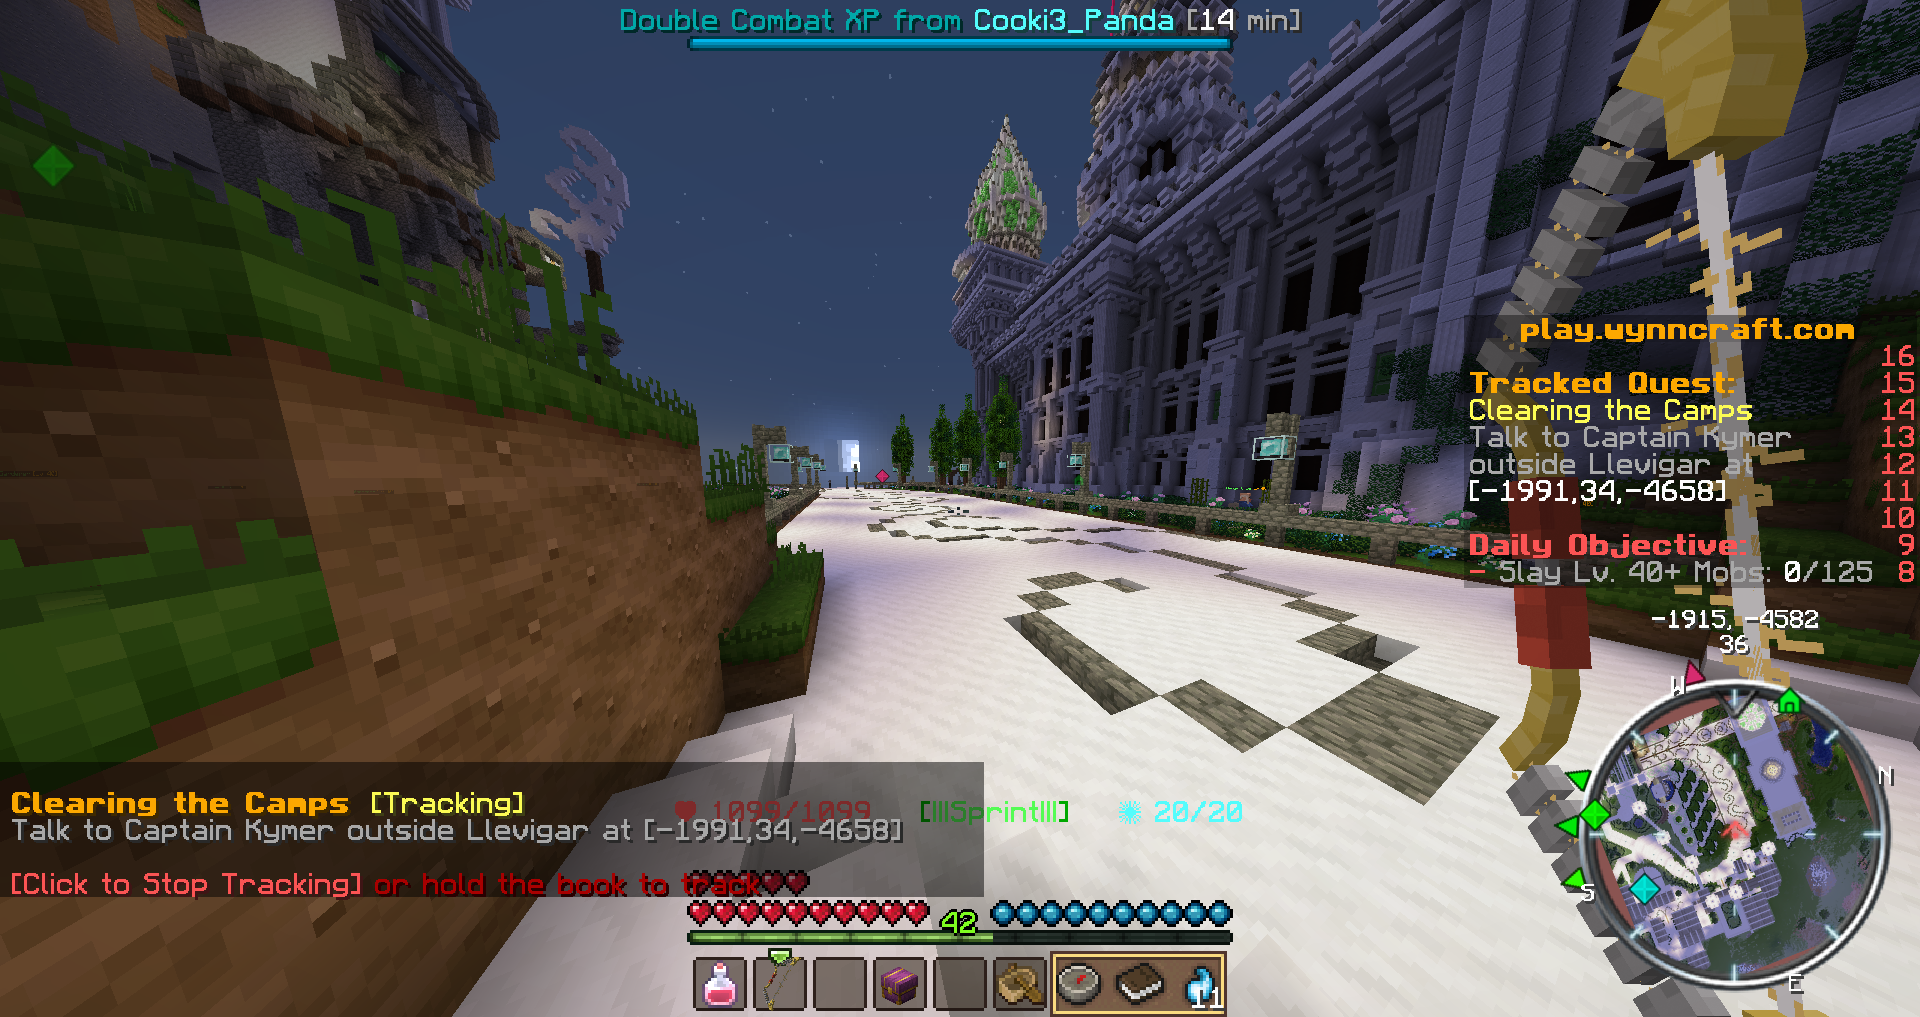 Double Combat XP from Cooki3_Panda [14 min]
play.wynncraft.com
16
Tracked Quest: 15
Clearing the Camps 14
Talk to Captain Kymer 13
outside Llevigar at 12
[-1991,34,-4658] 11
10
Daily Objective: 9
- Slay Lv. 40+ Mobs: 0/125 8
-1915, -4582
36
W
N
S
E
Clearing the Camps [Tracking]
1099/1099 [|||Sprint|||] 20/20
Talk to Captain Kymer outside Llevigar at [-1991,34,-4658]
[Click to Stop Tracking] or hold the book to track
42
11